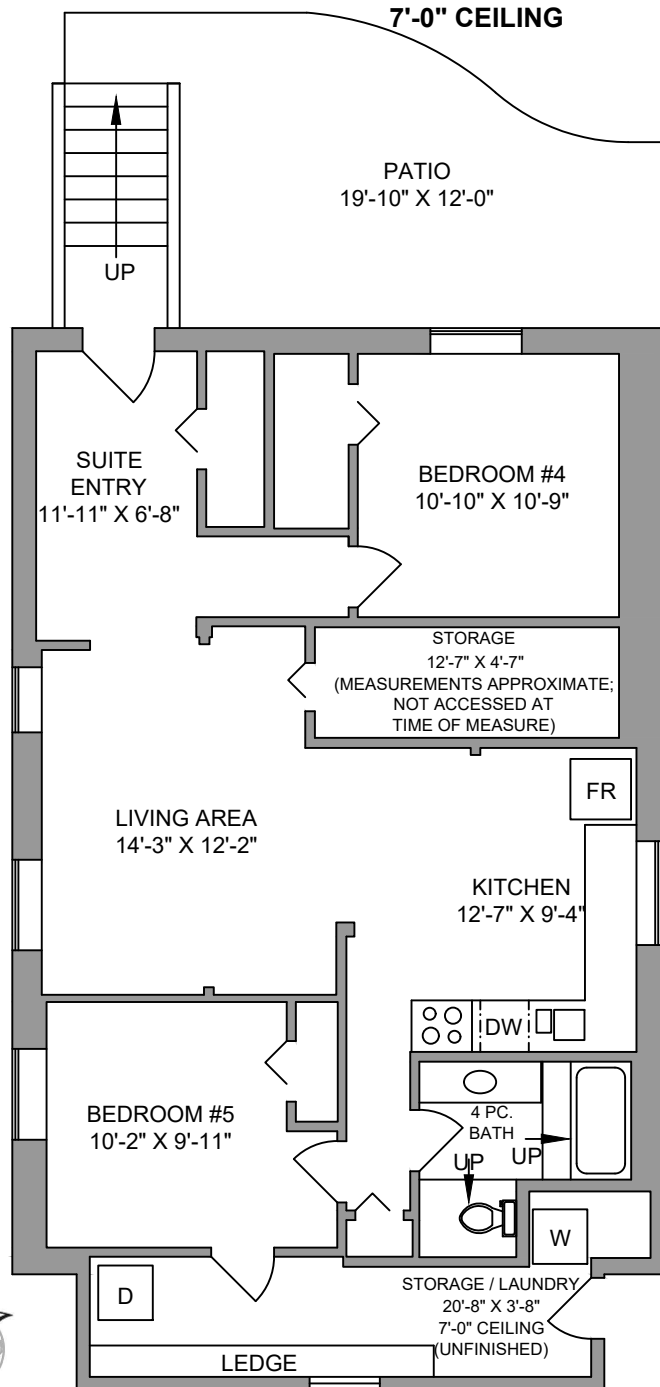 7'-0" CEILING
PATIO
19'-10" X 12'-0"
UP
SUITE
ENTRY
11'-11" X 6'-8"
BEDROOM #4
10'-10" X 10'-9"
STORAGE
12'-7" X 4'-7"
(MEASUREMENTS APPROXIMATE;
NOT ACCESSED AT
TIME OF MEASURE)
FR
LIVING AREA
14'-3" X 12'-2"
KITCHEN
12'-7" X 9'-4"
DW
BEDROOM #5
10'-2" X 9'-11"
4 PC.
BATH
UP
UP
W
D
STORAGE / LAUNDRY
20'-8" X 3'-8"
7'-0" CEILING
(UNFINISHED)
LEDGE